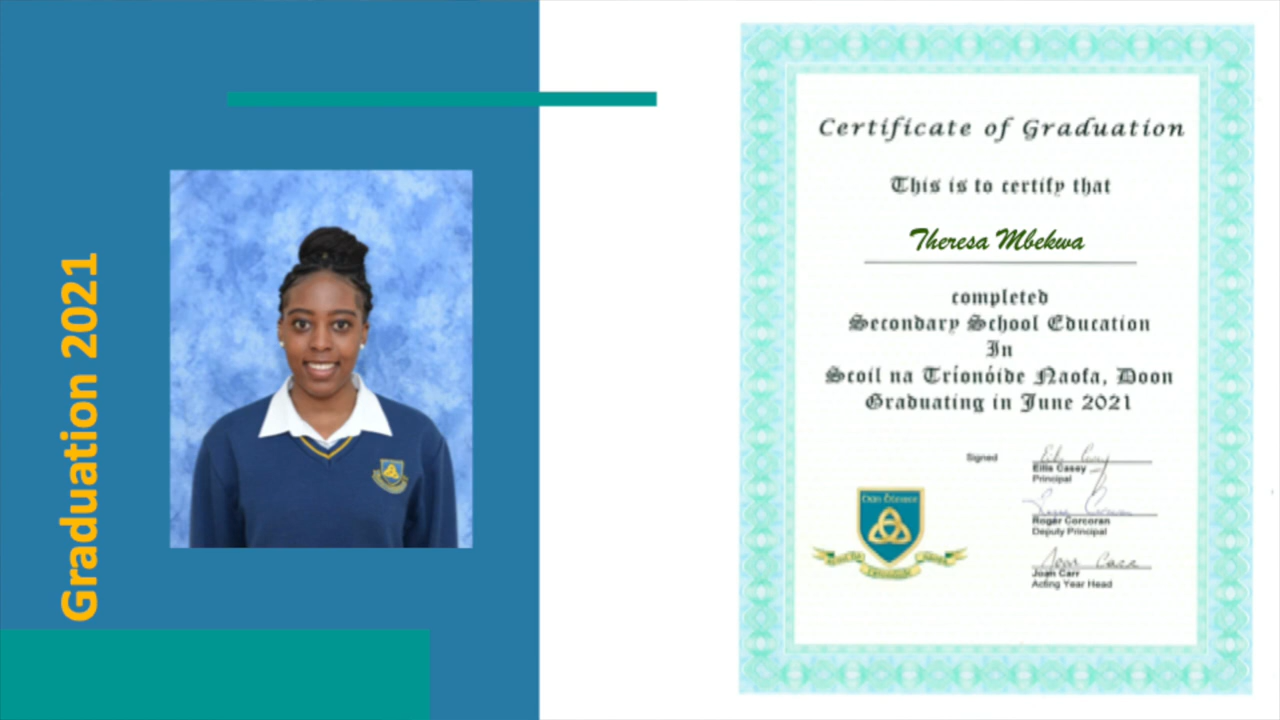 Graduation 2021
Certificate of Graduation
This is to certify that
Theresa Mbekwa
completed
Secondary School Education
In
Scoil na Tríonóide Naofa, Doon
Graduating in June 2021
Signed
Eilis Casey
Principal
Roger Corcoran
Deputy Principal
Joan Carr
Acting Year Head